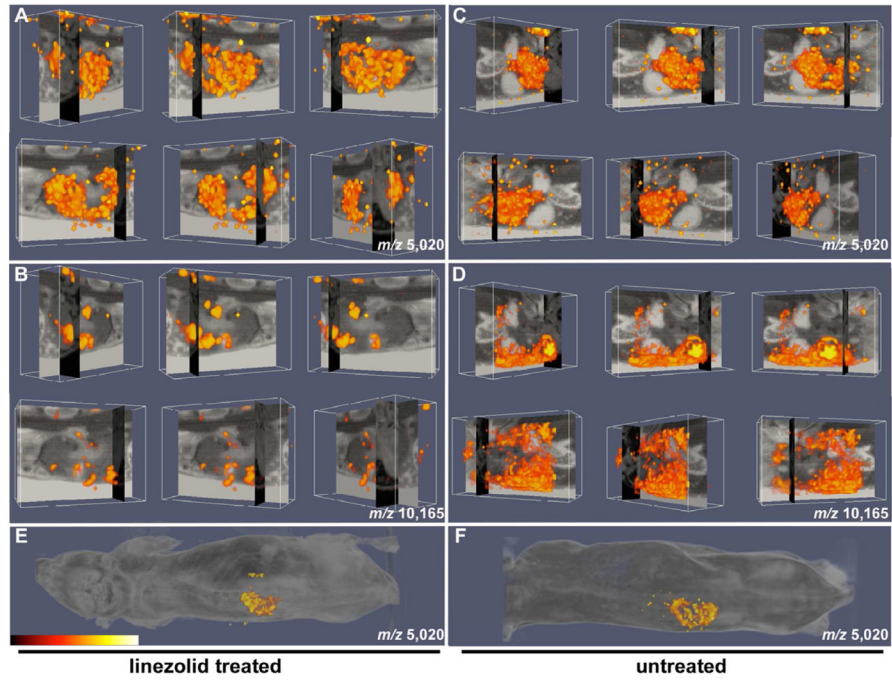 A
C
m/z 5,020
m/z 5,020
B
D
m/z 10,165
m/z 10,165
E
F
m/z 5,020
m/z 5,020
linezolid treated
untreated